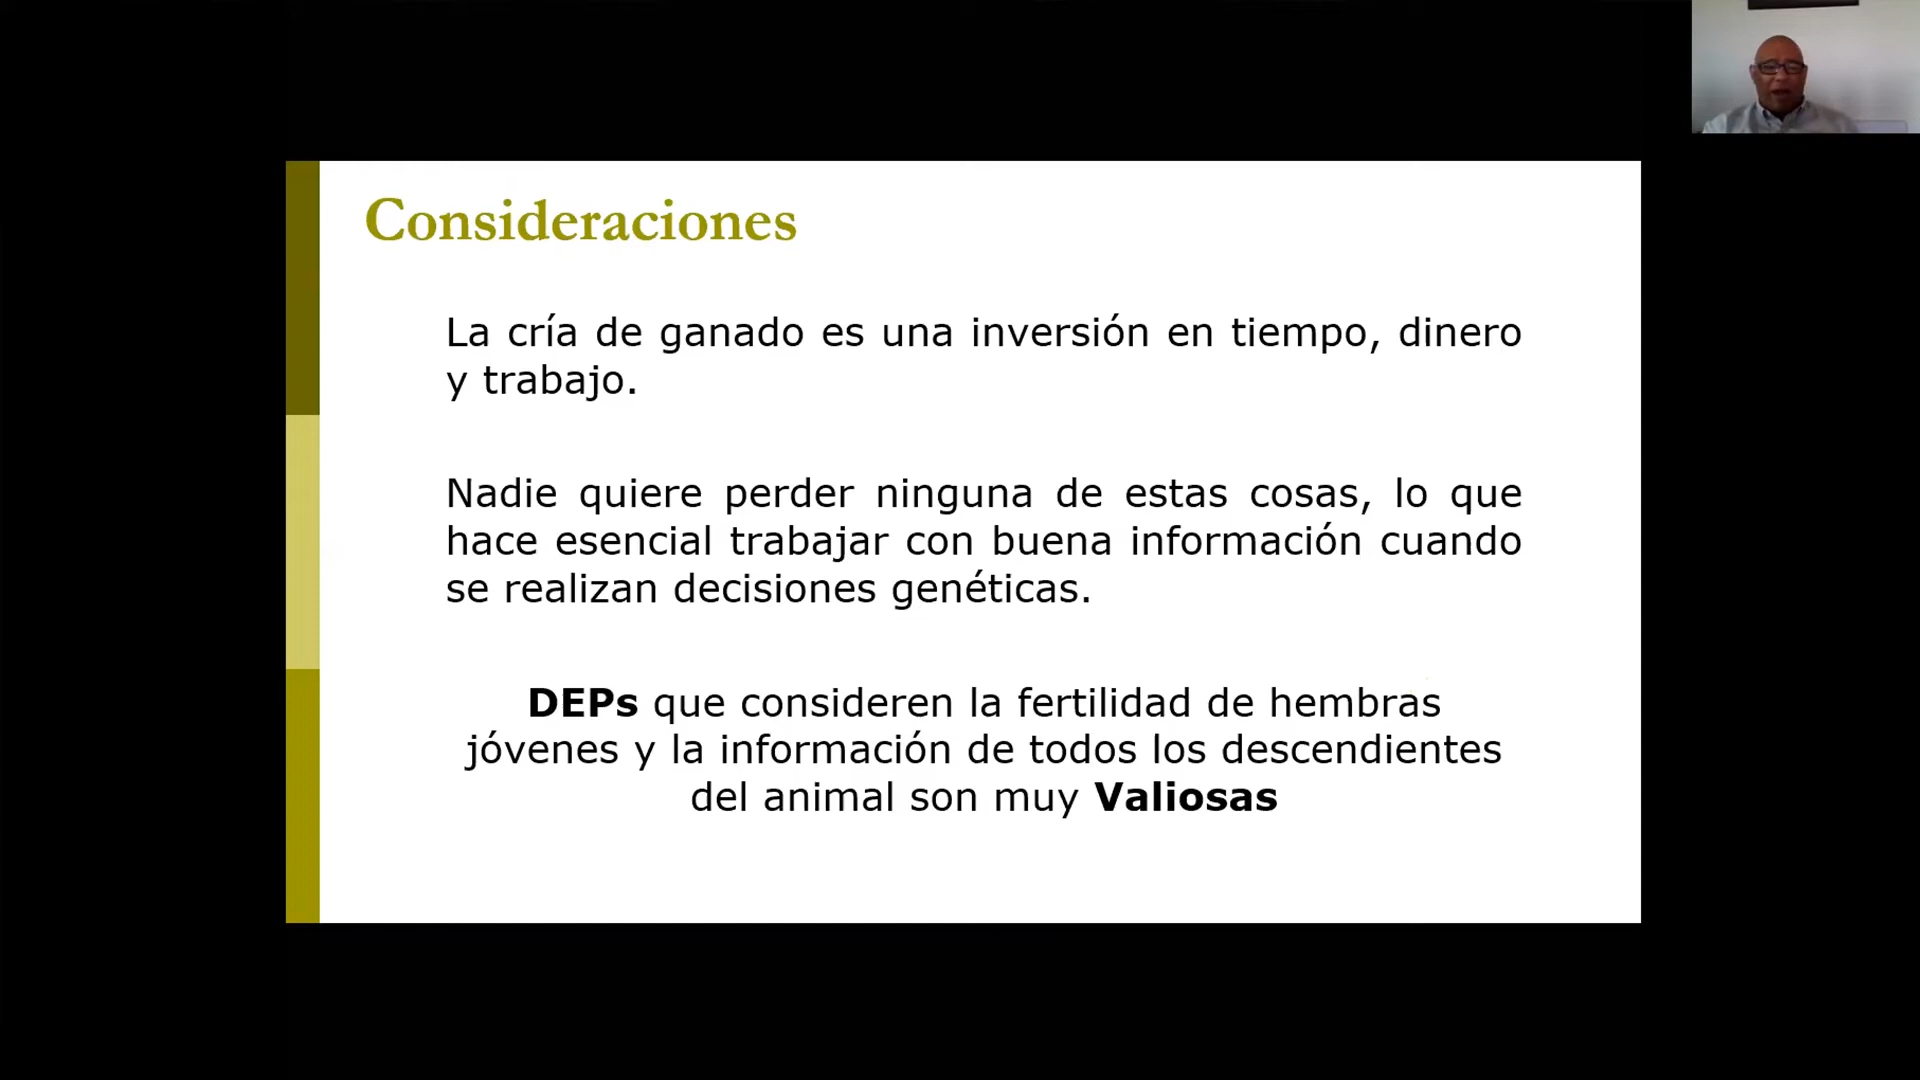 Consideraciones
La cría de ganado es una inversión en tiempo, dinero
y trabajo.
Nadie quiere perder ninguna de estas cosas, lo que
hace esencial trabajar con buena información cuando
se realizan decisiones genéticas.
DEPs que consideren la fertilidad de hembras
jóvenes y la información de todos los descendientes
del animal son muy Valiosas